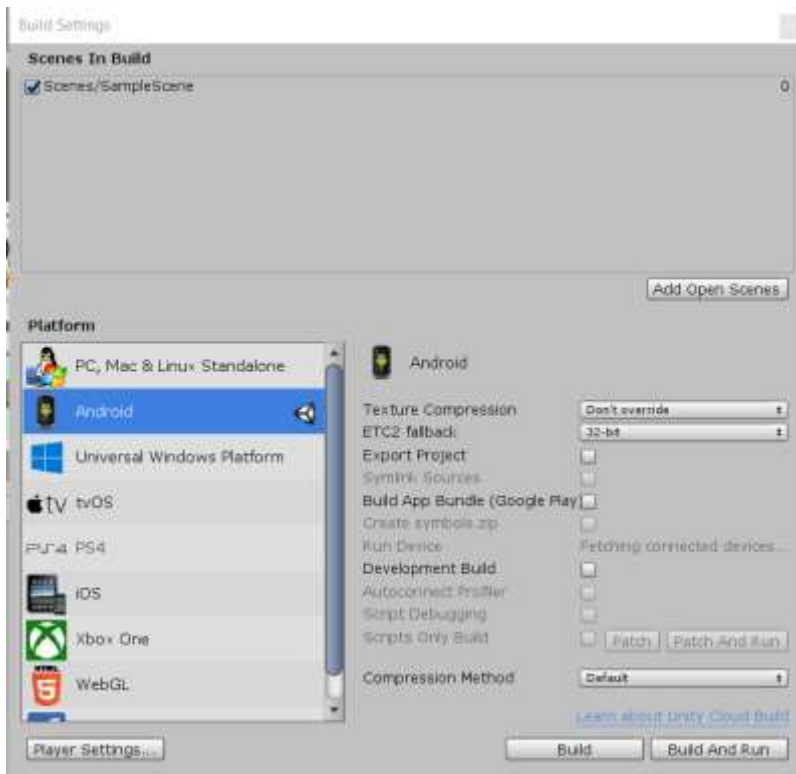 Build Settings
Scenes In Build
Scenes/SampleScene 0
Add Open Scenes
Platform
PC, Mac & Linux Standalone
Android
Universal Windows Platform
tv tvOS
PS4 PS4
iOS
Xbox One
HTML
5 WebGL
Android
Texture Compression Don't override
ETC2 fallback 32-bit
Export Project
Symlink Sources
Build App Bundle (Google Play)
Create symbols.zip
Run Device Fetching connected devices...
Development Build
Autoconnect Profiler
Script Debugging
Scripts Only Build Patch Patch And Run
Compression Method Default
Learn about Unity Cloud Build
Player Settings... Build Build And Run